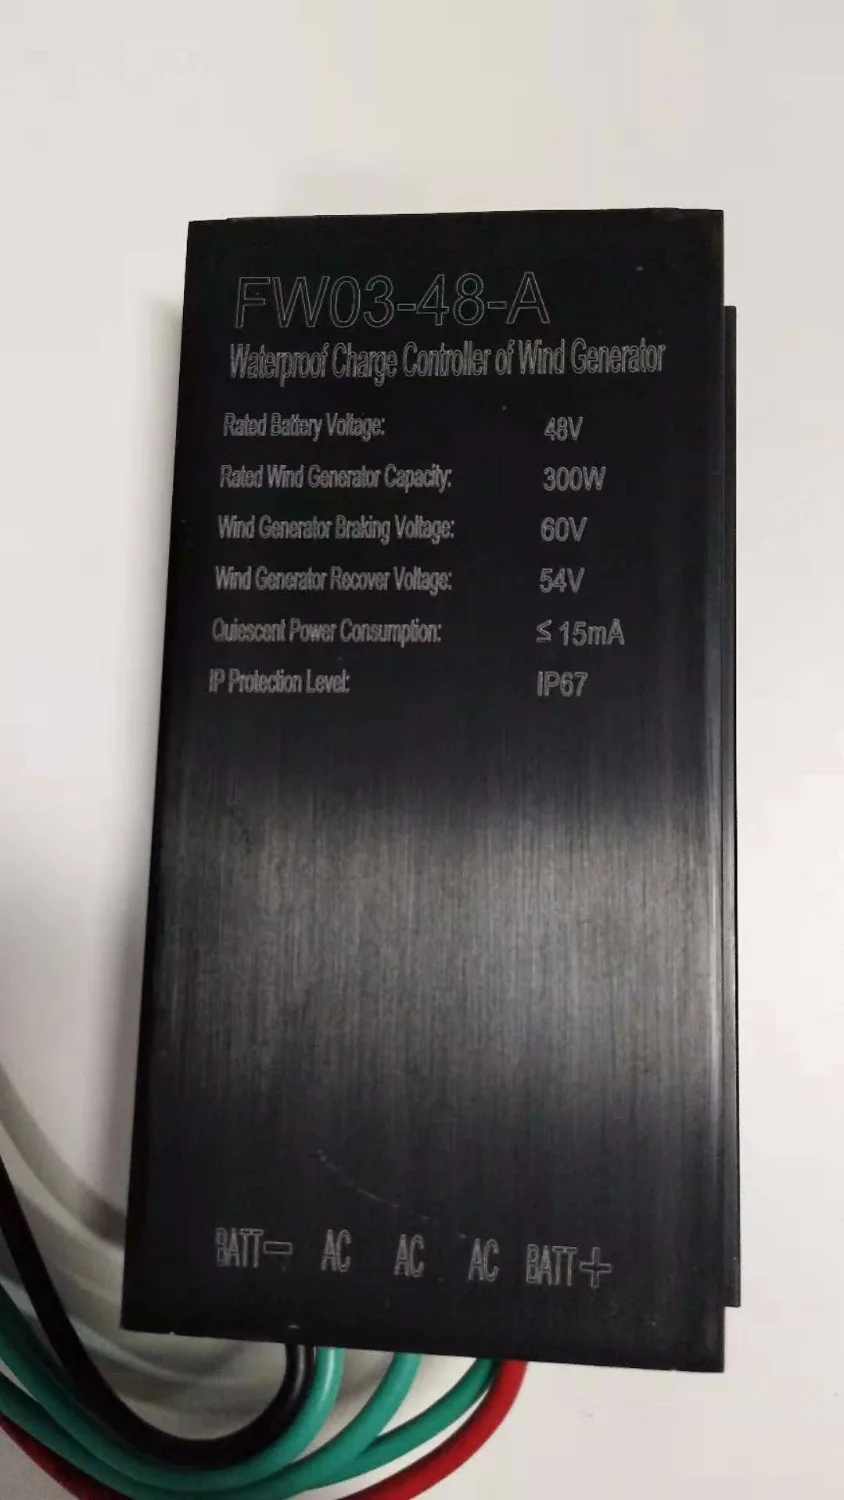 FW03-48-A
Waterproof Charge Controller of Wind Generator
Rated Battery Voltage: 48V
Rated Wind Generator Capacity: 300W
Wind Generator Braking Voltage: 60V
Wind Generator Recover Voltage: 54V
Quiescent Power Consumption: ≤ 15mA
IP Protection Level: IP67
BATT- AC AC AC BATT+